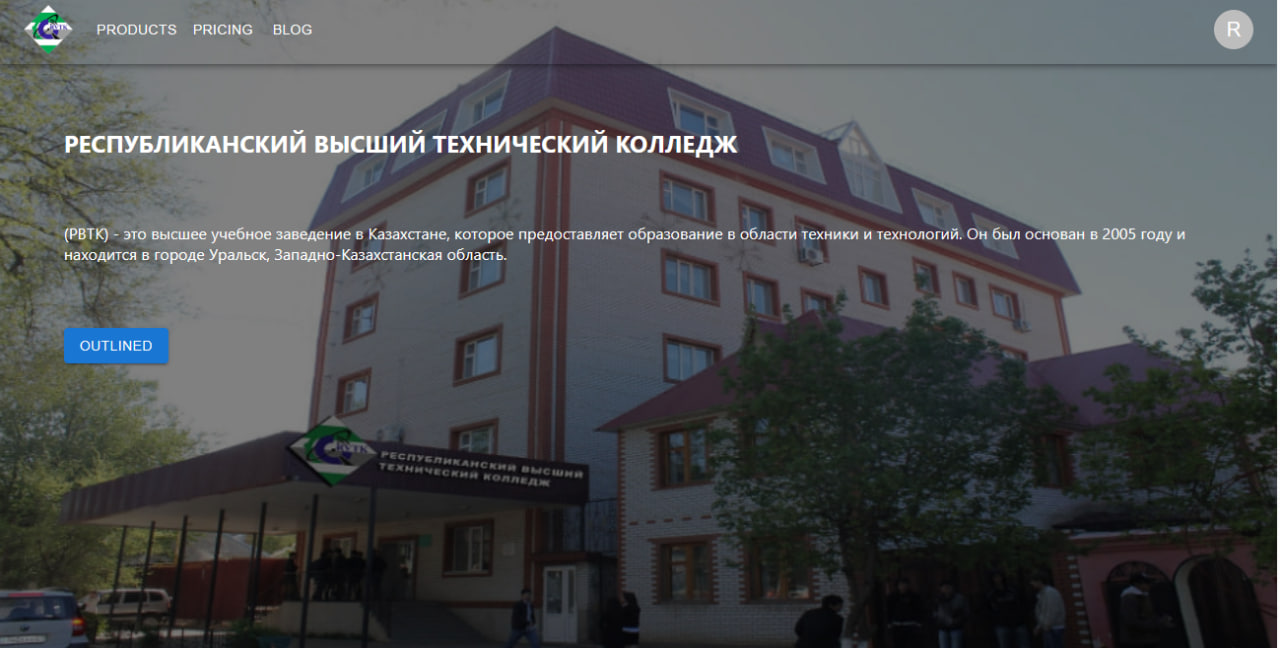 PRODUCTS PRICING BLOG
R
РЕСПУБЛИКАНСКИЙ ВЫСШИЙ ТЕХНИЧЕСКИЙ КОЛЛЕДЖ
(РВТК) - это высшее учебное заведение в Казахстане, которое предоставляет образование в области техники и технологий. Он был основан в 2005 году и
находится в городе Уральск, Западно-Казахстанская область.
OUTLINED
РЕСПУБЛИКАНСКИЙ ВЫСШИЙ
ТЕХНИЧЕСКИЙ КОЛЛЕДЖ